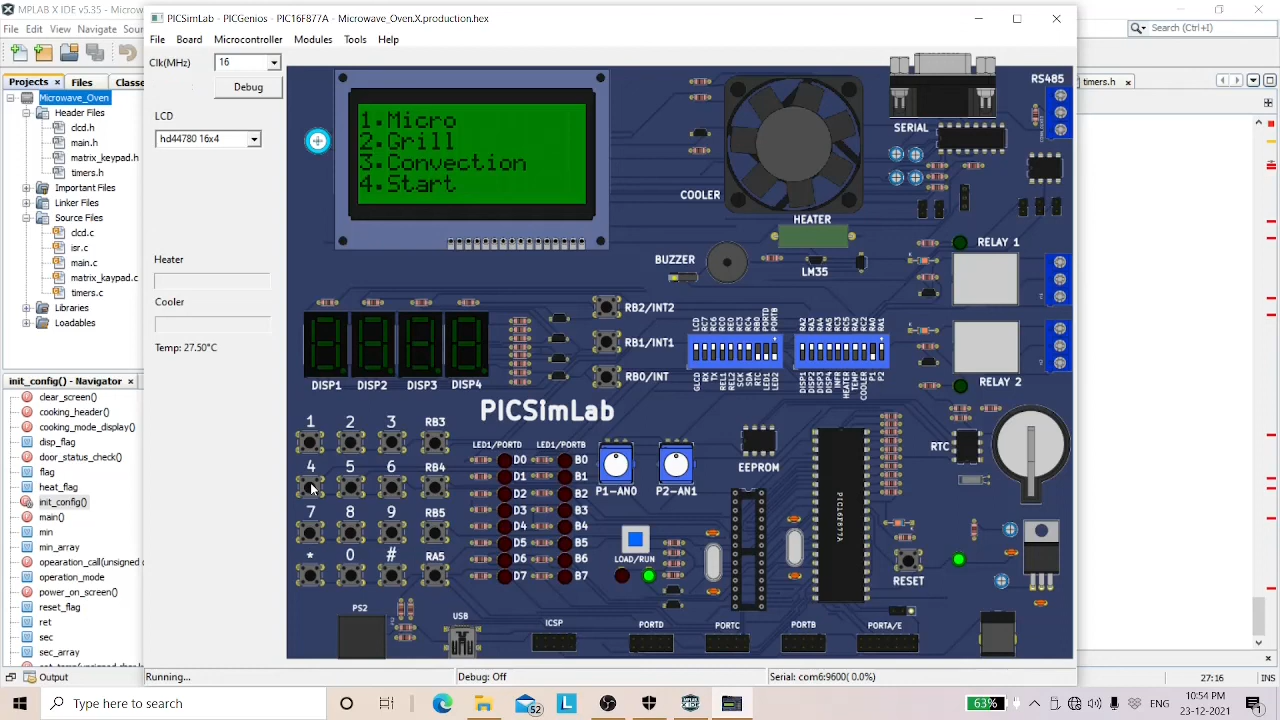 MPLAB X IDE v5.35 - Microw
PICSimLab - PICGenios - PIC16F877A - Microwave_Oven.X.production.hex
File Edit View Navigate Sour
File Board Microcontroller Modules Tools Help
Search (Ctrl+I)
Clk(MHz)
16
Debug
LCD
hd44780 16x4
Heater
Cooler
Temp: 27.50°C
Projects × Files Classe
timers.h ×
Microwave_Oven
Header Files
dcd.h
main.h
matrix_keypad.h
timers.h
Important Files
Linker Files
Source Files
clcd.c
isr.c
main.c
matrix_kaypad.c
timers.c
Libraries
Loadables
init_config() - Navigator ×
clear_screen()
cooking_header()
cooking_mode_display()
disp_flag
door_status_check()
flag
heat_flag
init_config()
main()
min
min_array
opearation_call(unsigned c
operation_mode
power_on_screen()
reset_flag
ret
sec
sec_array
Output
1.Micro
2.Grill
3.Convection
4.Start
COOLER
HEATER
SERIAL
RS485
BUZZER
LM35
RELAY 1
RELAY 2
RB2/INT2
RB1/INT1
RB0/INT
DISP1 DISP2 DISP3 DISP4
PICSimLab
1 2 3 RB3
4 5 6 RB4
7 8 9 RB5
* 0 # RA5
LED1/PORTD LED1/PORTB
D0 B0
D1 B1
D2 B2
D3 B3
D4 B4
D5 B5
D6 B6
D7 B7
P1-AN0 P2-AN1
EEPROM
RTC
LOAD/RUN
PIC16F877A
RESET
PS2
USB
ICSP
PORTD
PORTC
PORTB
PORTA/E
Running...
Debug: Off
Serial: com6:9600( 0.0%)
27:16
INS
Type here to search
52
63%
ENG
10:54 PM
23-12-2021